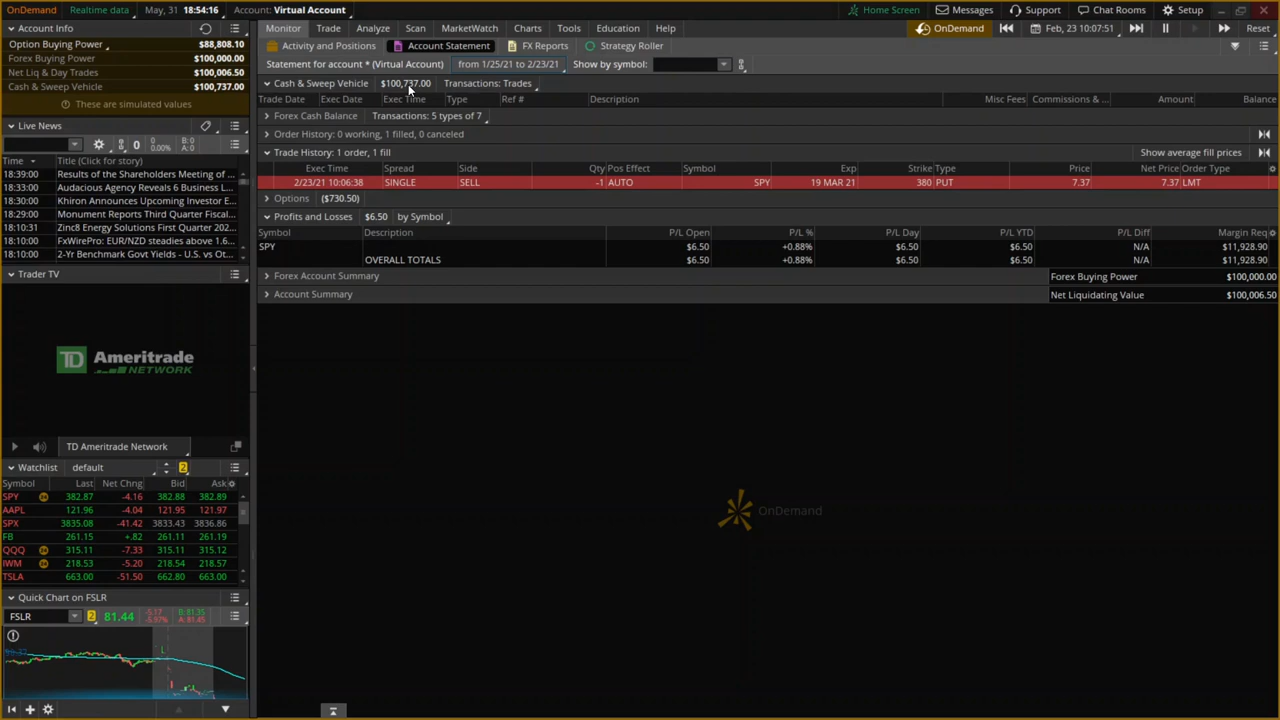 OnDemand Realtime data May, 31 18:54:16 Account: Virtual Account Home Screen Messages Support Chat Rooms Setup
Account Info
Option Buying Power $88,808.10
Forex Buying Power $100,000.00
Net Liq & Day Trades $100,006.50
Cash & Sweep Vehicle $100,737.00
These are simulated values
Live News
0 0 0.00% B: 0 A: 0
Time Title (Click for story)
18:39:00 Results of the Shareholders Meeting of ...
18:33:00 Audacious Agency Reveals 6 Business L...
18:30:00 Khiron Announces Upcoming Investor E...
18:29:00 Monument Reports Third Quarter Fiscal...
18:10:31 Zinc8 Energy Solutions First Quarter 202...
18:10:00 FxWirePro: EUR/NZD steadies above 1.6...
18:10:00 2-Yr Benchmark Govt Yields - U.S. vs Ot...
Trader TV
TD Ameritrade
NETWORK
TD Ameritrade Network
Watchlist default 2
Symbol Last Net Chng Bid Ask
SPY 382.87 -4.16 382.88 382.89
AAPL 121.96 -4.04 121.95 121.97
SPX 3835.08 -41.42 3833.43 3836.86
FB 261.15 +.82 261.11 261.19
QQQ 315.11 -7.33 315.11 315.12
IWM 218.53 -5.20 218.54 218.57
TSLA 663.00 -51.50 662.80 663.00
Quick Chart on FSLR
FSLR 2 81.44 -5.17 -5.97% B: 81.35 A: 81.45
L
Monitor Trade Analyze Scan MarketWatch Charts Tools Education Help OnDemand Feb, 23 10:07:51 Reset
Activity and Positions Account Statement FX Reports Strategy Roller
Statement for account * (Virtual Account) from 1/25/21 to 2/23/21 Show by symbol:
Cash & Sweep Vehicle $100,737.00 Transactions: Trades
Trade Date Exec Date Exec Time Type Ref # Description Misc Fees Commissions & ... Amount Balance
Forex Cash Balance Transactions: 5 types of 7
Order History: 0 working, 1 filled, 0 canceled
Trade History: 1 order, 1 fill Show average fill prices
Exec Time Spread Side Qty Pos Effect Symbol Exp Strike Type Price Net Price Order Type
2/23/21 10:06:38 SINGLE SELL -1 AUTO SPY 19 MAR 21 380 PUT 7.37 7.37 LMT
Options ($730.50)
Profits and Losses $6.50 by Symbol
Symbol Description P/L Open P/L % P/L Day P/L YTD P/L Diff Margin Req
SPY $6.50 +0.88% $6.50 $6.50 N/A $11,928.90
OVERALL TOTALS $6.50 +0.88% $6.50 $6.50 N/A $11,928.90
Forex Account Summary Forex Buying Power $100,000.00
Account Summary Net Liquidating Value $100,006.50
OnDemand